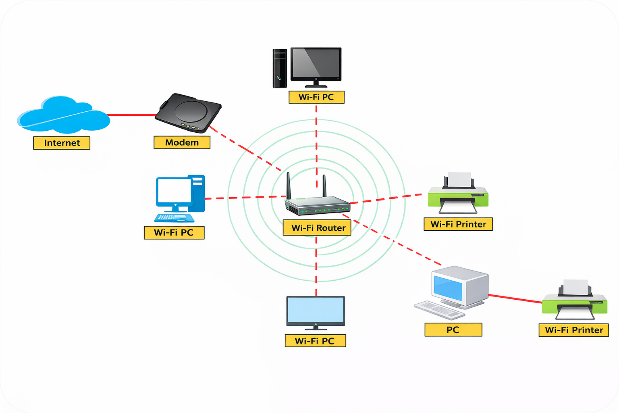 Wi-Fi PC
Internet
Modem
Wi-Fi PC
Wi-Fi Router
Wi-Fi Printer
Wi-Fi PC
PC
Wi-Fi Printer